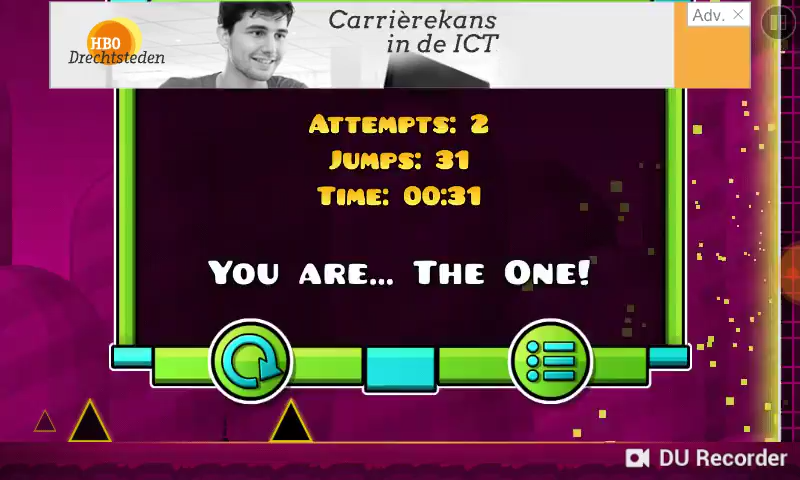 HBO
Drechtsteden
Carrièrekans
in de ICT
Adv.
Attempts: 2
Jumps: 31
Time: 00:31
You are... The One!
DU Recorder